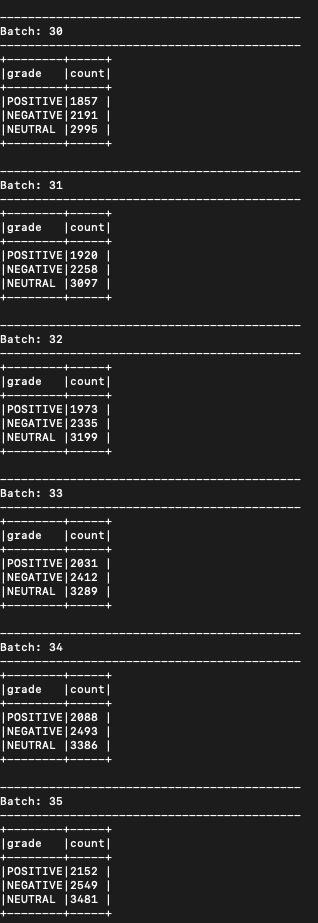 -------------------------------------------
Batch: 30
-------------------------------------------
+--------+-----+
|grade   |count|
+--------+-----+
|POSITIVE|1857 |
|NEGATIVE|2191 |
|NEUTRAL |2995 |
+--------+-----+
-------------------------------------------
Batch: 31
-------------------------------------------
+--------+-----+
|grade   |count|
+--------+-----+
|POSITIVE|1920 |
|NEGATIVE|2258 |
|NEUTRAL |3097 |
+--------+-----+
-------------------------------------------
Batch: 32
-------------------------------------------
+--------+-----+
|grade   |count|
+--------+-----+
|POSITIVE|1973 |
|NEGATIVE|2335 |
|NEUTRAL |3199 |
+--------+-----+
-------------------------------------------
Batch: 33
-------------------------------------------
+--------+-----+
|grade   |count|
+--------+-----+
|POSITIVE|2031 |
|NEGATIVE|2412 |
|NEUTRAL |3289 |
+--------+-----+
-------------------------------------------
Batch: 34
-------------------------------------------
+--------+-----+
|grade   |count|
+--------+-----+
|POSITIVE|2088 |
|NEGATIVE|2493 |
|NEUTRAL |3386 |
+--------+-----+
-------------------------------------------
Batch: 35
-------------------------------------------
+--------+-----+
|grade   |count|
+--------+-----+
|POSITIVE|2152 |
|NEGATIVE|2549 |
|NEUTRAL |3481 |
+--------+-----+